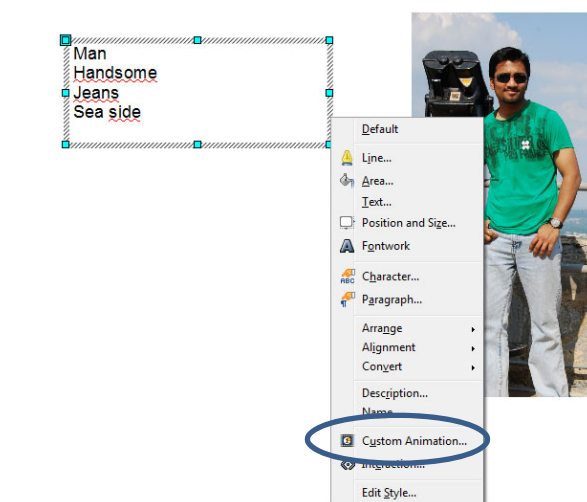 Man
Handsome
Jeans
Sea side
Default
Line...
Area...
Text...
Position and Size...
Fontwork
ABC Character...
Paragraph...
Arrange
Alignment
Convert
Description...
Name...
Custom Animation...
Interaction...
Edit Style...